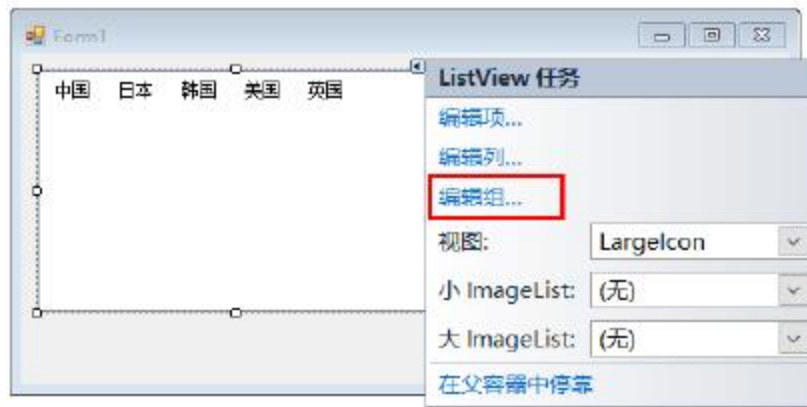 Form1
中国 日本 韩国 美国 英国
ListView 任务
编辑项...
编辑列...
编辑组...
视图: LargeIcon
小 ImageList: (无)
大 ImageList: (无)
在父容器中停靠